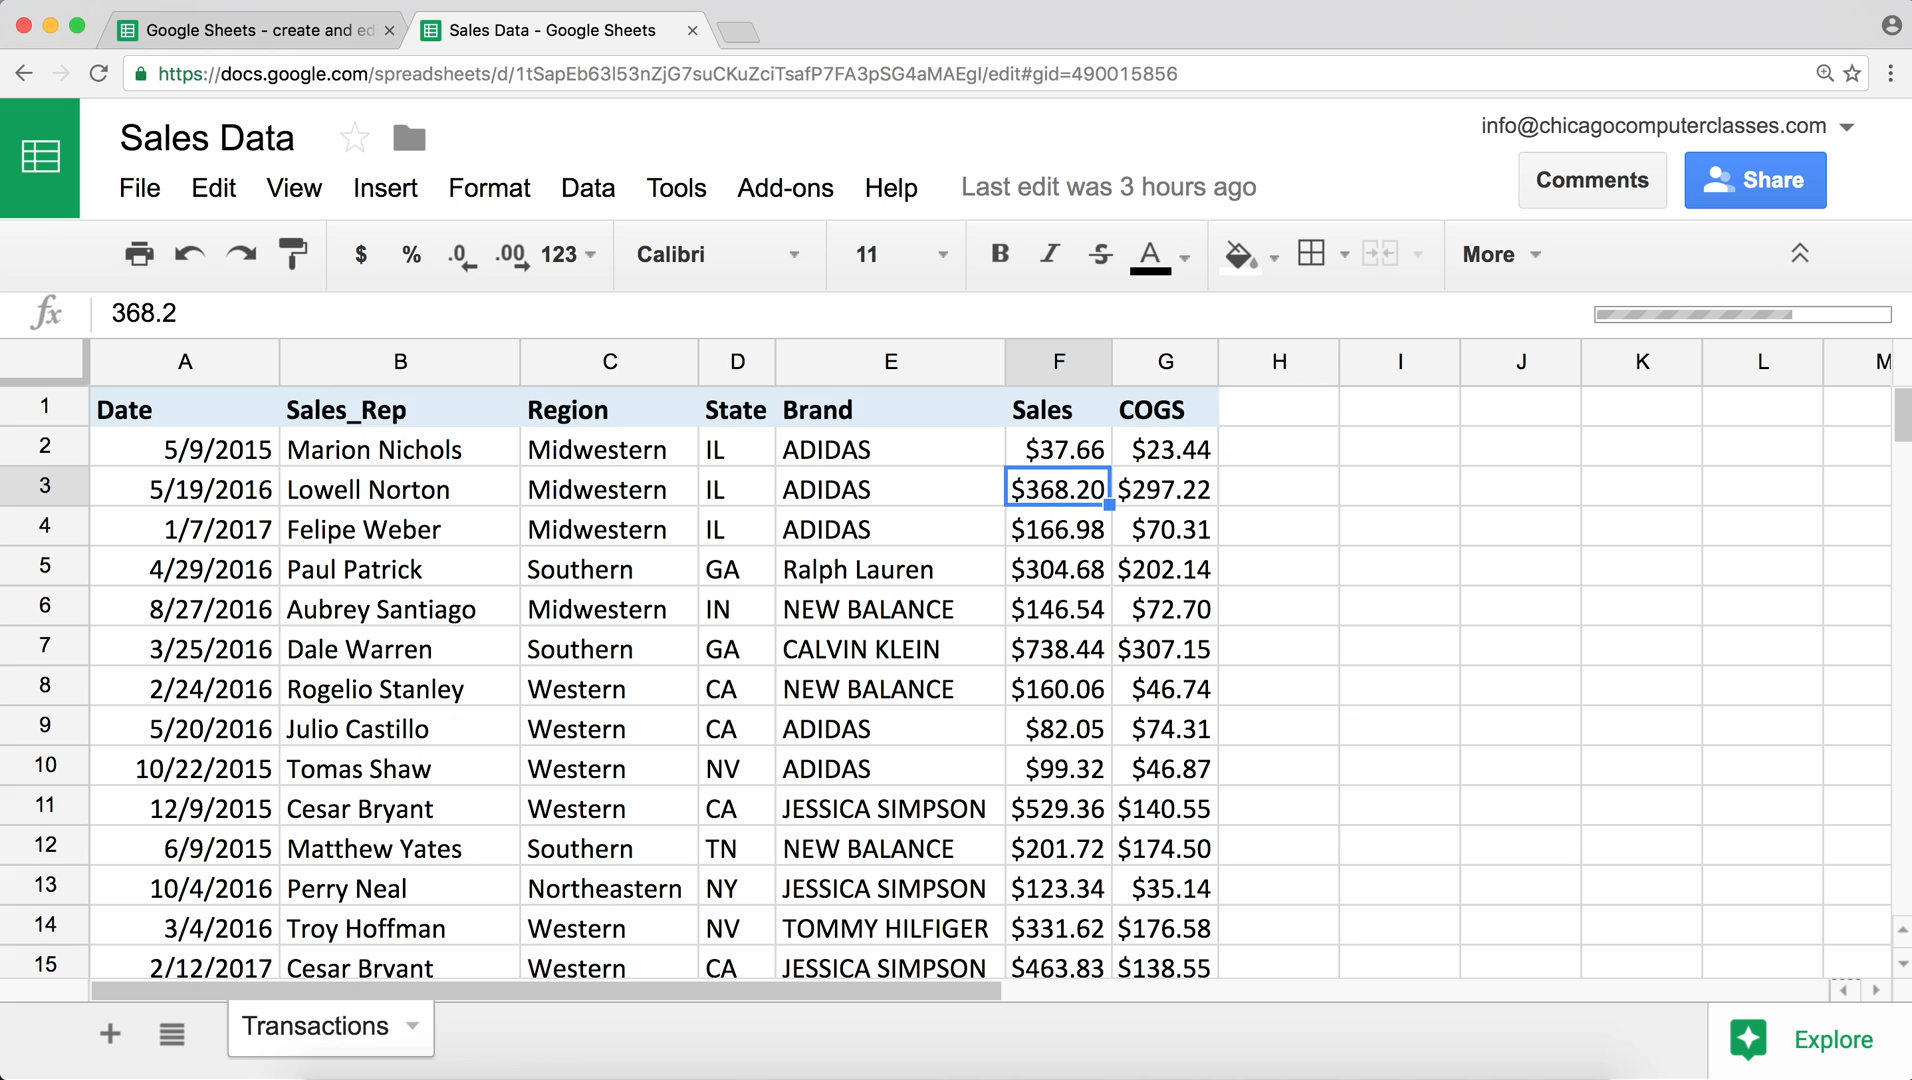 Google Sheets - create and ed
Sales Data - Google Sheets
https://docs.google.com/spreadsheets/d/1tSapEb63l53nZjG7suCKuZciTsafP7FA3pSG4aMAEgI/edit#gid=490015856
Sales Data
info@chicagocomputerclasses.com
File Edit View Insert Format Data Tools Add-ons Help Last edit was 3 hours ago
Comments Share
$ % .0 .00 123 Calibri 11 B I S A More
fx 368.2
A B C D E F G H I J K L M
1 Date Sales_Rep Region State Brand Sales COGS
2 5/9/2015 Marion Nichols Midwestern IL ADIDAS $37.66 $23.44
3 5/19/2016 Lowell Norton Midwestern IL ADIDAS $368.20 $297.22
4 1/7/2017 Felipe Weber Midwestern IL ADIDAS $166.98 $70.31
5 4/29/2016 Paul Patrick Southern GA Ralph Lauren $304.68 $202.14
6 8/27/2016 Aubrey Santiago Midwestern IN NEW BALANCE $146.54 $72.70
7 3/25/2016 Dale Warren Southern GA CALVIN KLEIN $738.44 $307.15
8 2/24/2016 Rogelio Stanley Western CA NEW BALANCE $160.06 $46.74
9 5/20/2016 Julio Castillo Western CA ADIDAS $82.05 $74.31
10 10/22/2015 Tomas Shaw Western NV ADIDAS $99.32 $46.87
11 12/9/2015 Cesar Bryant Western CA JESSICA SIMPSON $529.36 $140.55
12 6/9/2015 Matthew Yates Southern TN NEW BALANCE $201.72 $174.50
13 10/4/2016 Perry Neal Northeastern NY JESSICA SIMPSON $123.34 $35.14
14 3/4/2016 Troy Hoffman Western NV TOMMY HILFIGER $331.62 $176.58
15 2/12/2017 Cesar Bryant Western CA JESSICA SIMPSON $463.83 $138.55
Transactions
Explore